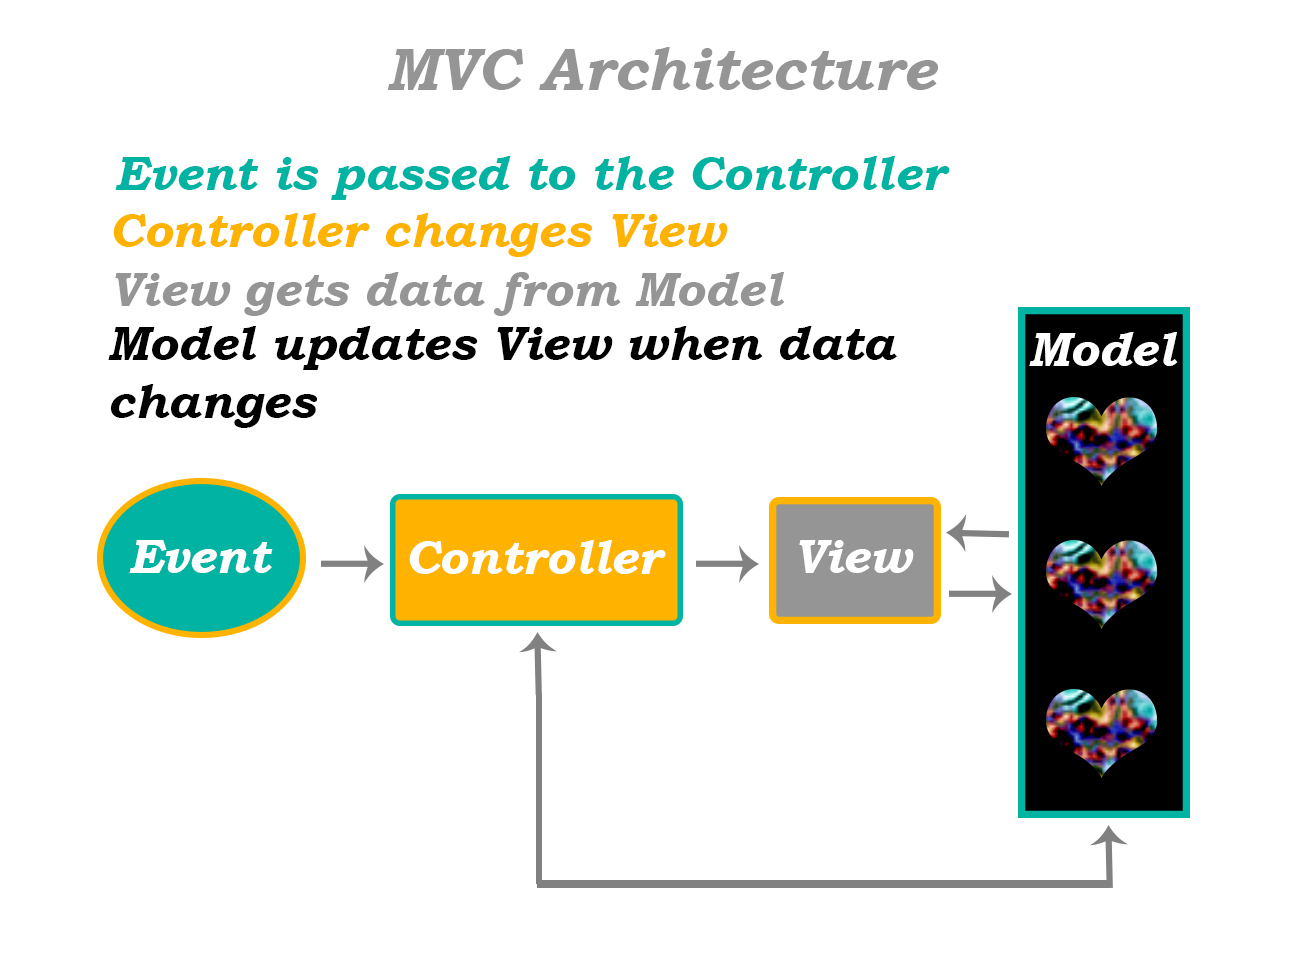 MVC Architecture
Event is passed to the Controller
Controller changes View
View gets data from Model
Model updates View when data
changes
Model
Event
Controller
View